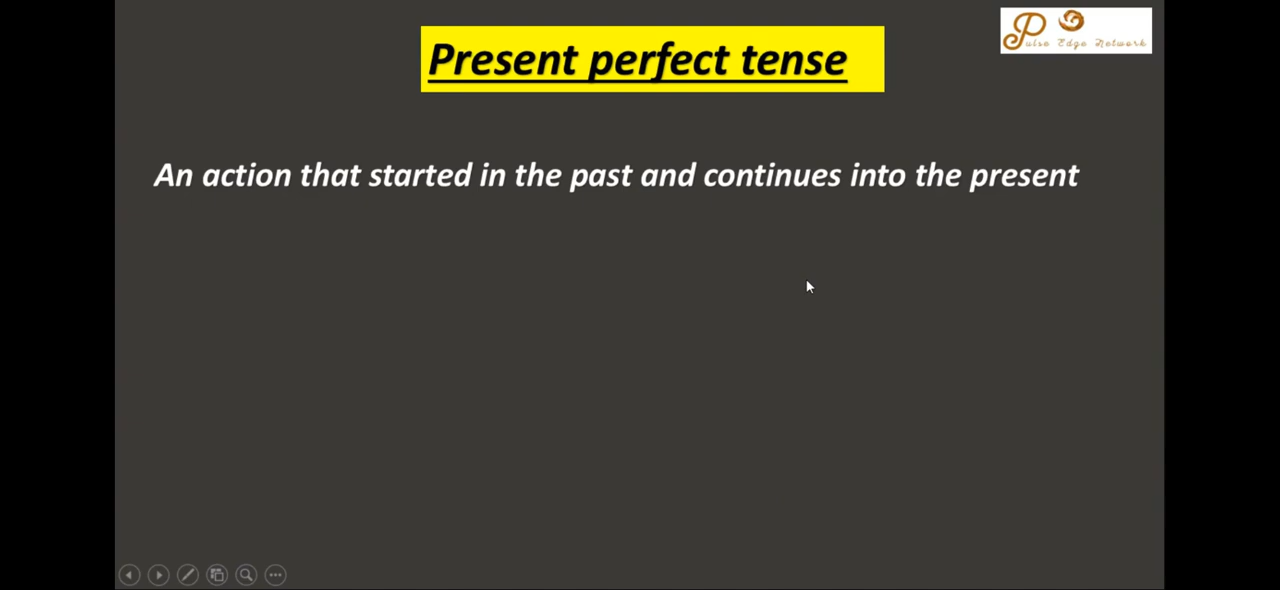 Pulse Edge Network
Present perfect tense
An action that started in the past and continues into the present